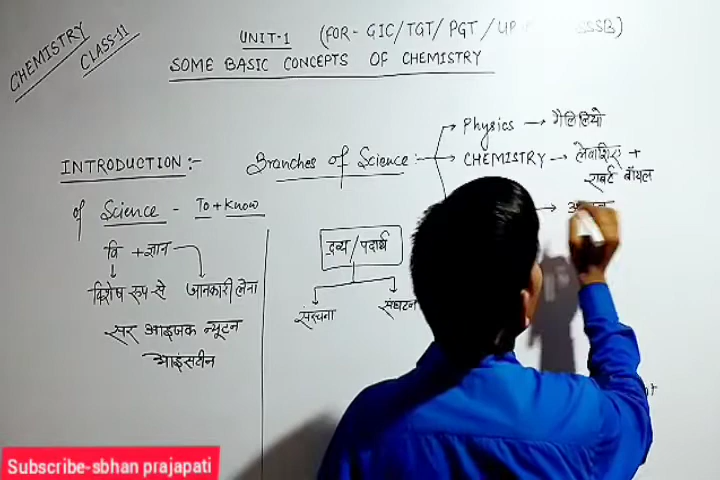 CHEMISTRY
CLASS-11
UNIT-1 (FOR- GIC/TGT/PGT/UP SSSB)
SOME BASIC CONCEPTS OF CHEMISTRY
INTRODUCTION:-
of Science - To + Know
वि + ज्ञान
विशेष रूप से जानकारी लेना
सर आइजक न्यूटन
आइंसटीन
Branches of Science:-
Physics → गैलिलियो
CHEMISTRY → +
राबर्ट बॉयल
द्रव्य / पदार्थ
संरचना संघटन
Subscribe-sbhan prajapati